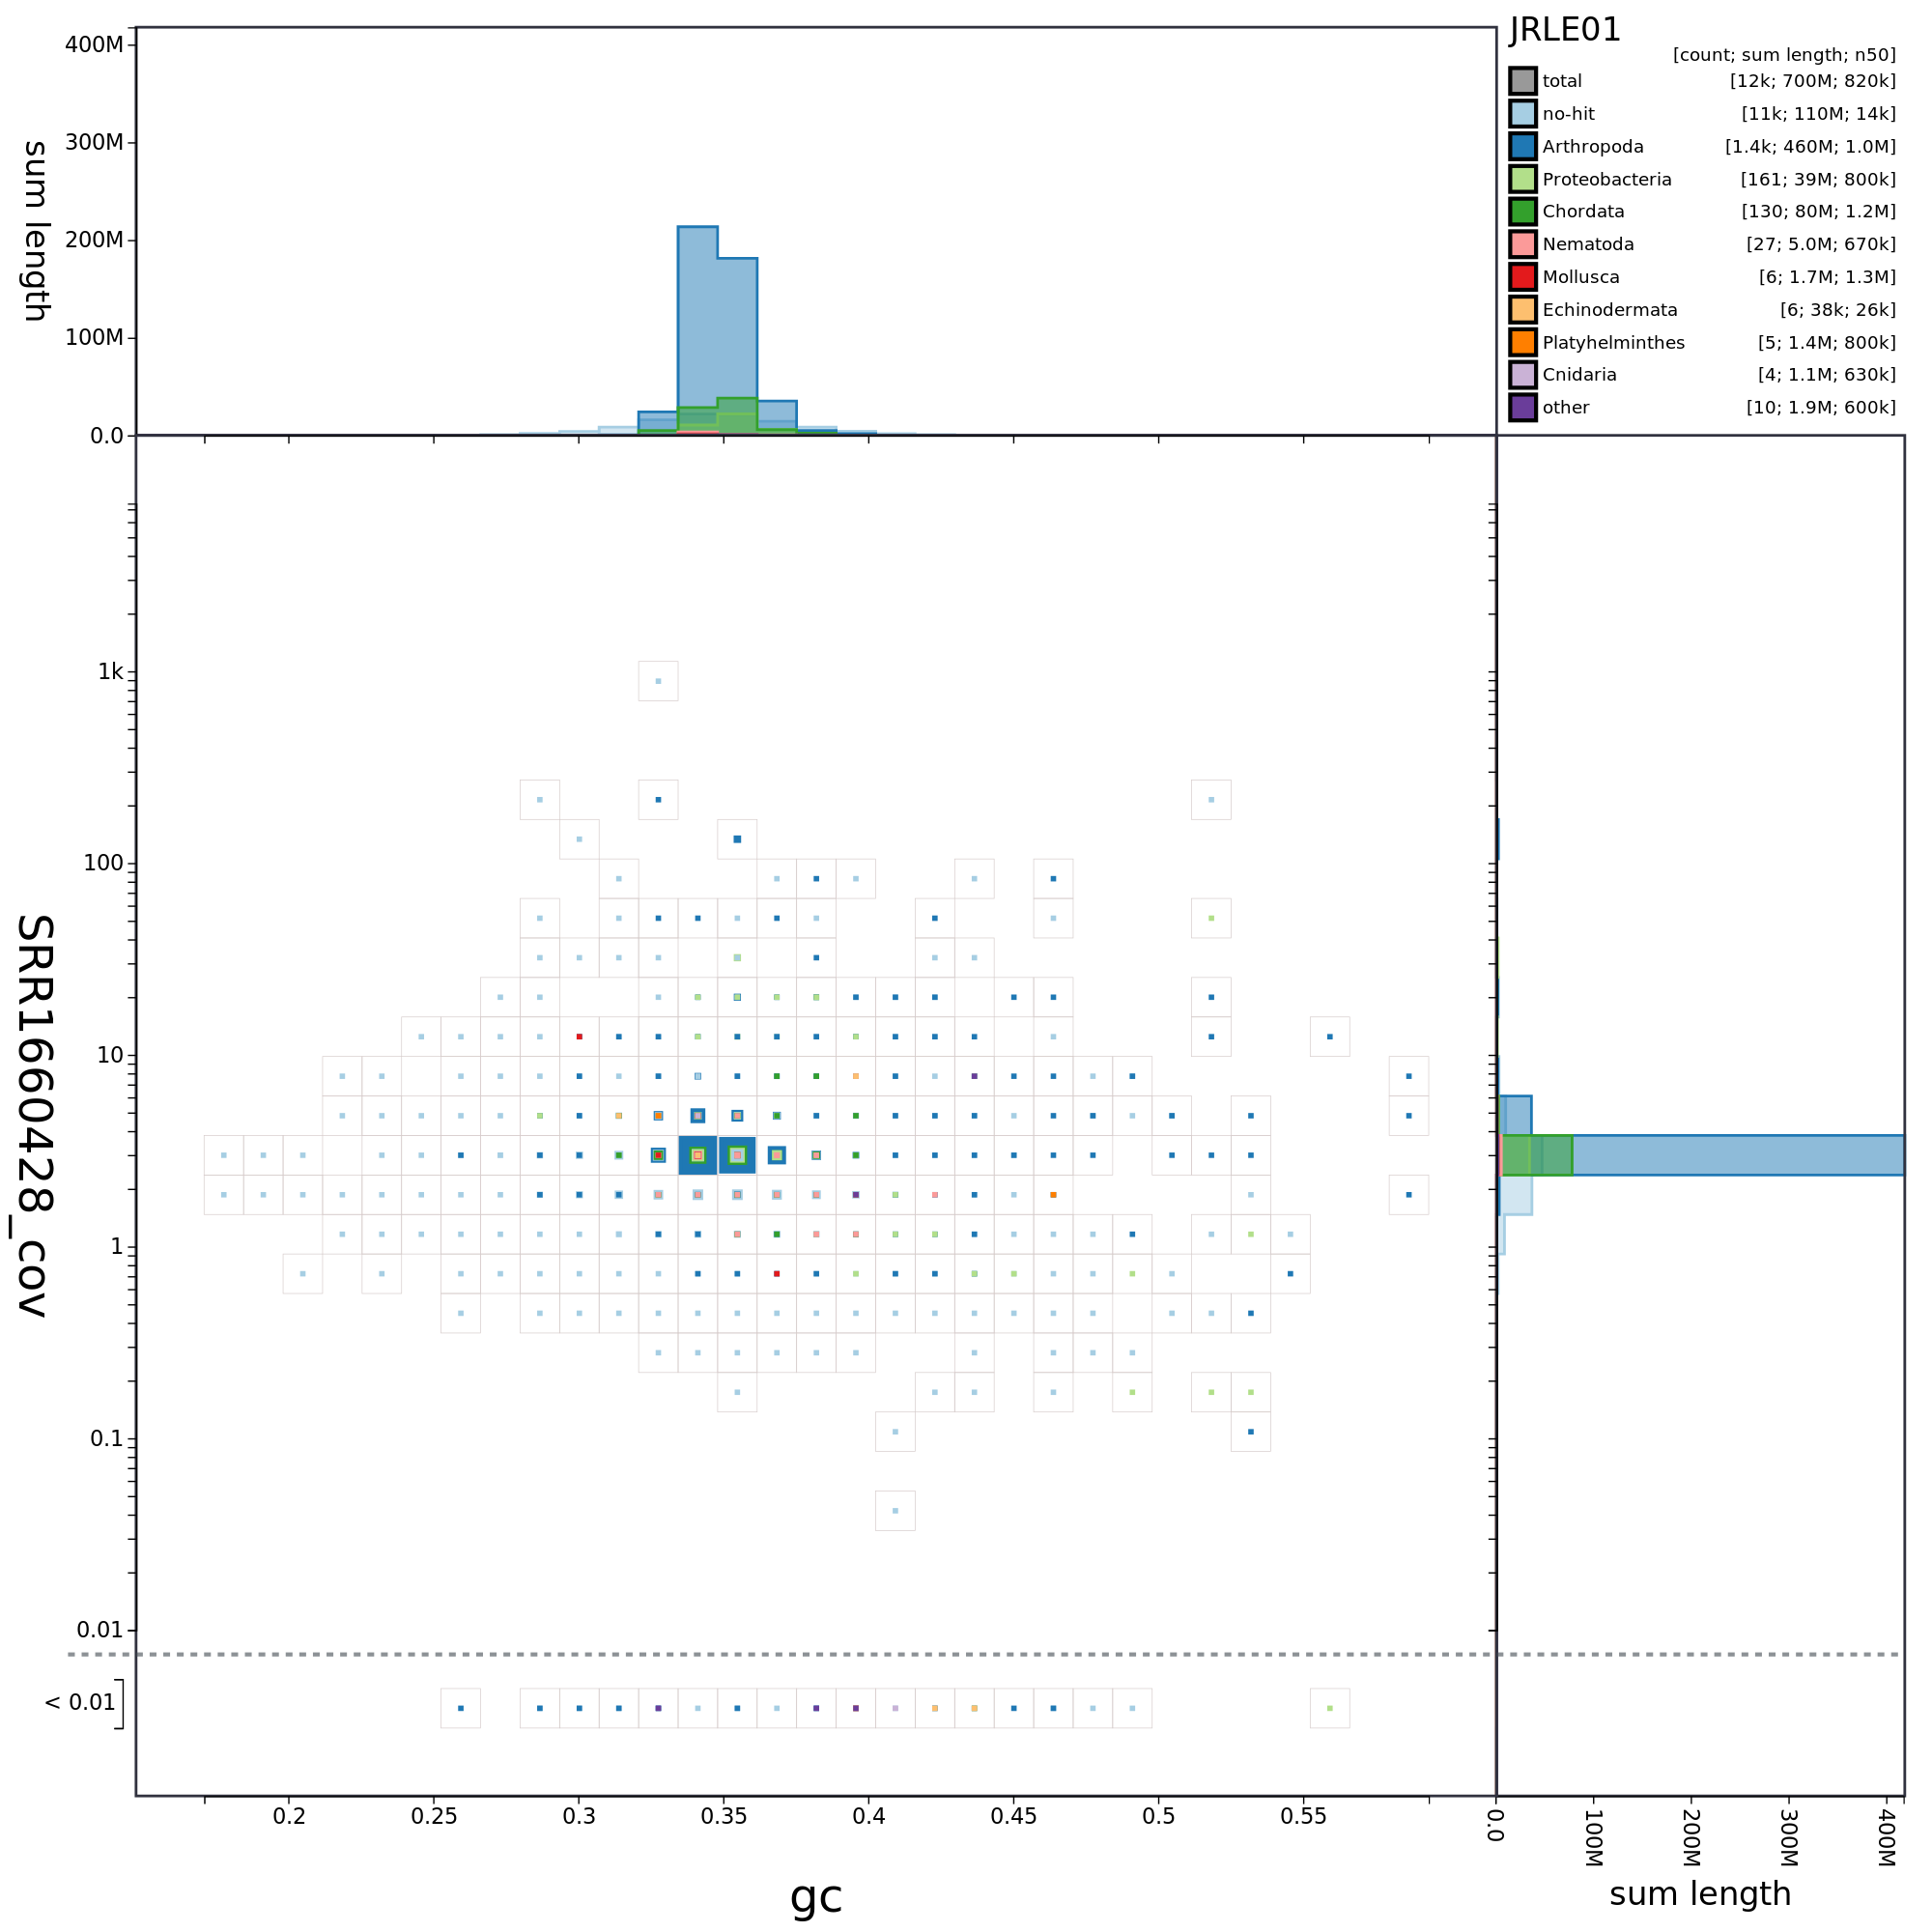 JRLE01
[count; sum length; n50]
total [12k; 700M; 820k]
no-hit [11k; 110M; 14k]
Arthropoda [1.4k; 460M; 1.0M]
Proteobacteria [161; 39M; 800k]
Chordata [130; 80M; 1.2M]
Nematoda [27; 5.0M; 670k]
Mollusca [6; 1.7M; 1.3M]
Echinodermata [6; 38k; 26k]
Platyhelminthes [5; 1.4M; 800k]
Cnidaria [4; 1.1M; 630k]
other [10; 1.9M; 600k]
sum length
400M
300M
200M
100M
0.0
SRR1660428_cov
1k
100
10
1
0.1
0.01
< 0.01
0.2 0.25 0.3 0.35 0.4 0.45 0.5 0.55
gc
0.0 100M 200M 300M 400M
sum length